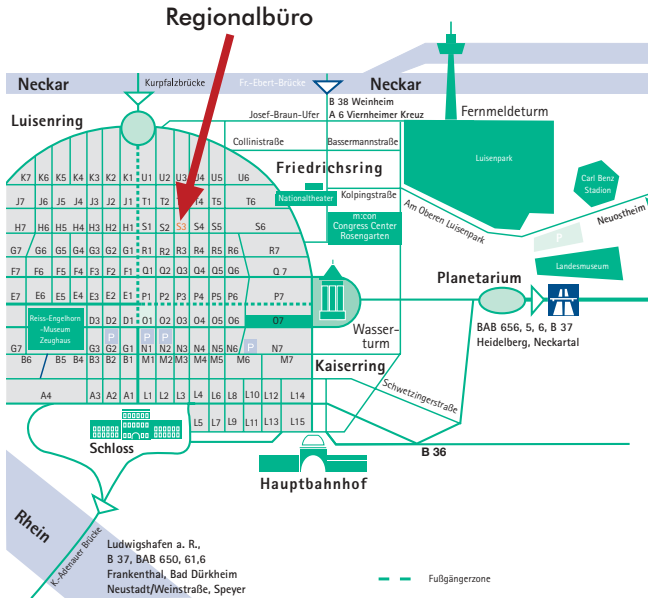 Regionalbüro
Neckar
Kurpfalzbrücke
Fr.-Ebert-Brücke
Neckar
B 38 Weinheim
A 6 Viernheimer Kreuz
Fernmeldeturm
Luisenring
Josef-Braun-Ufer
Collinistraße
Bassermannstraße
Luisenpark
Friedrichsring
Carl Benz
Stadion
K7 K6 K5 K4 K3 K2 K1 U1 U2 U3 U4 U5 U6
Nationaltheater
Kolpingstraße
J7 J6 J5 J4 J3 J2 J1 T1 T2 T4 T5 T6
Am Oberen Luisenpark
Neuostheim
m:con
Congress Center
Rosengarten
H7 H6 H5 H4 H3 H2 H1 S1 S2 S3 S4 S5 S6
P
G7 G6 G5 G4 G3 G2 G1 R1 R2 R3 R4 R5 R6 R7
Landesmuseum
F7 F6 F5 F4 F3 F2 F1 Q1 Q2 Q3 Q4 Q5 Q6 Q 7
Planetarium
E7 E6 E5 E4 E3 E2 E1 P1 P2 P3 P4 P5 P6 P7
Reiss-Engelhorn
-Museum
Zeughaus
D3 D2 D1 O1 O2 O3 O4 O5 O6 O7
Wasser-
turm
BAB 656, 5, 6, B 37
Heidelberg, Neckartal
P P P P
G7 G3 G2 G1 N1 N2 N3 N4 N5 N6 N7
B6 B5 B4 B3 B2 B1 M1 M2 M3 M4 M5 M6 M7
Kaiserring
Schwetzingerstraße
A4 A3 A2 A1 L1 L2 L3 L4 L6 L8 L10 L12 L14
L5 L7 L9 L11 L13 L15
Schloss
B 36
Hauptbahnhof
Rhein
K.-Adenauer Brücke
Ludwigshafen a. R.,
B 37, BAB 650, 61,6
Frankenthal, Bad Dürkheim
Neustadt/Weinstraße, Speyer
Fußgängerzone